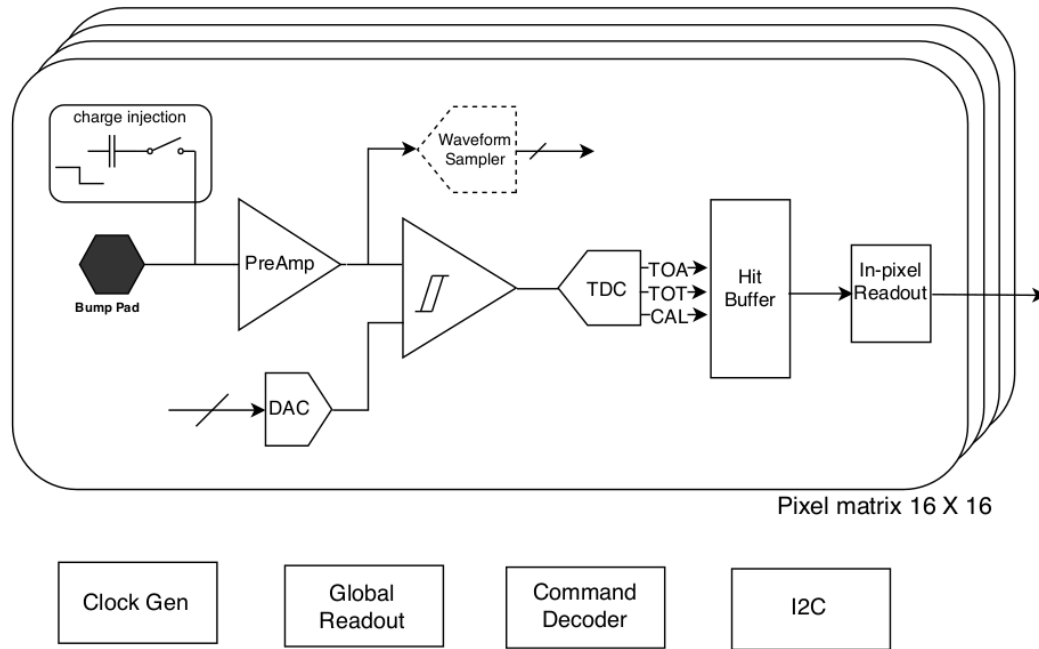 charge injection
Waveform
Sampler
PreAmp
Bump Pad
TDC
TOA
TOT
CAL
Hit
Buffer
In-pixel
Readout
DAC
Pixel matrix 16 X 16
Clock Gen
Global
Readout
Command
Decoder
I2C